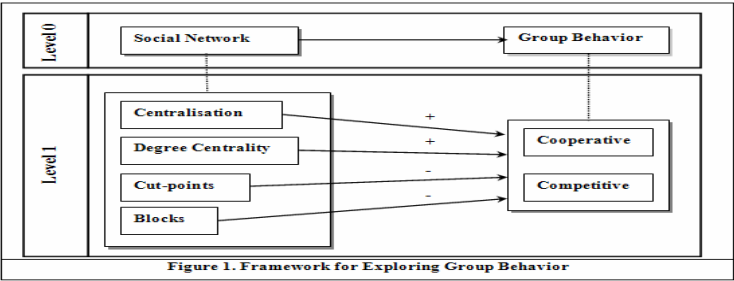 Level 0
Social Network
Group Behavior
Level 1
Centralisation
+
Degree Centrality
+
Cooperative
Cut-points
-
Competitive
Blocks
-
Figure 1. Framework for Exploring Group Behavior